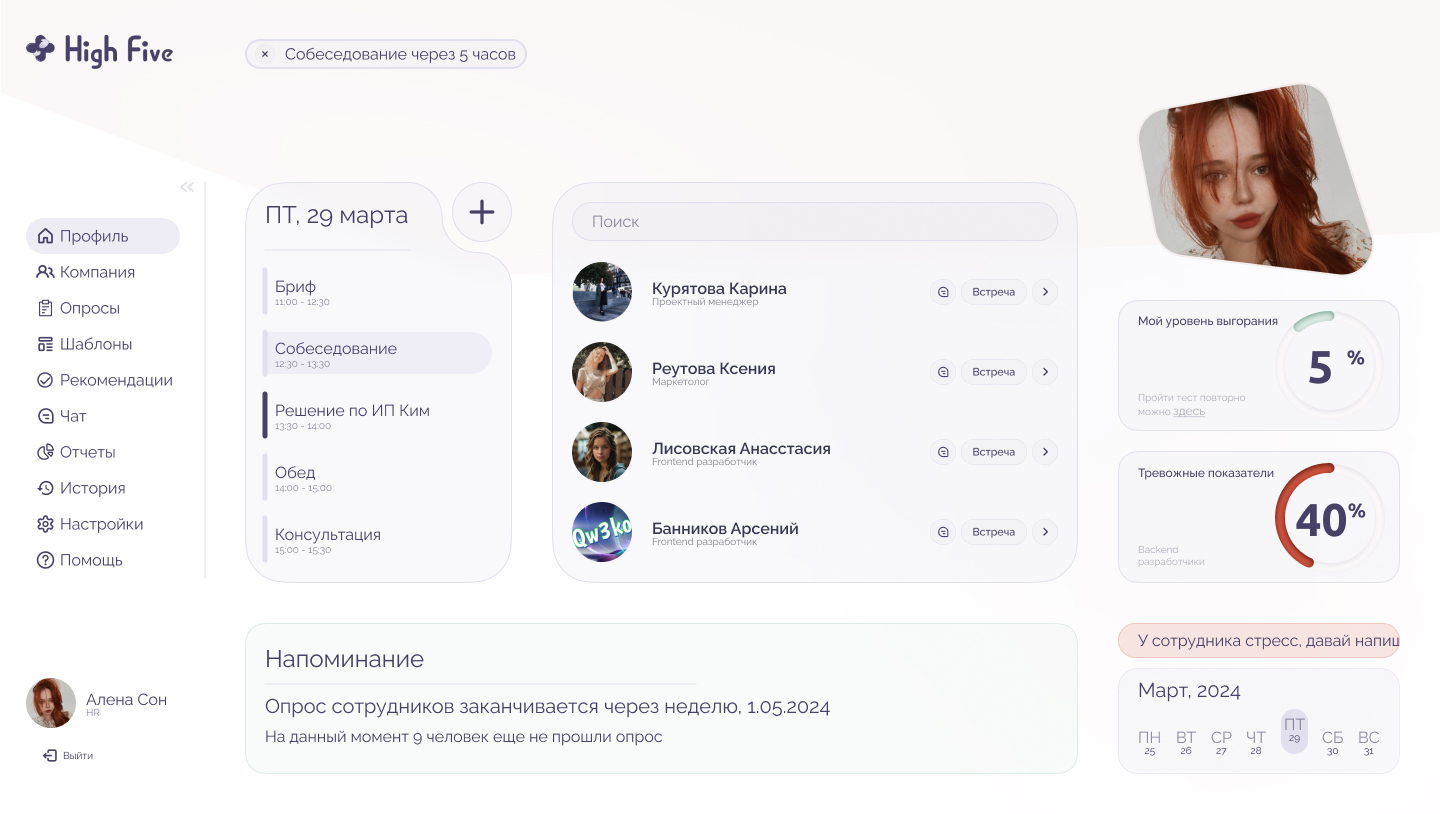 High Five
Собеседование через 5 часов
Профиль
Компания
Опросы
Шаблоны
Рекомендации
Чат
Отчеты
История
Настройки
Помощь
Алена Сон
HR
Выйти
ПТ, 29 марта
Бриф
11:00 - 12:30
Собеседование
12:30 - 13:30
Решение по ИП Ким
13:30 - 14:00
Обед
14:00 - 15:00
Консультация
15:00 - 15:30
Поиск
Курятова Карина
Проектный менеджер
Встреча
Реутова Ксения
Маркетолог
Встреча
Лисовская Анасстасия
Frontend разработчик
Встреча
Qw3ko
Банников Арсений
Frontend разработчик
Встреча
Мой уровень выгорания
5 %
Пройти тест повторно
можно здесь
Тревожные показатели
40%
Backend
разработчики
Напоминание
Опрос сотрудников заканчивается через неделю, 1.05.2024
На данный момент 9 человек еще не прошли опрос
У сотрудника стресс, давай напиш
Март, 2024
ПН ВТ СР ЧТ ПТ СБ ВС
25 26 27 28 29 30 31